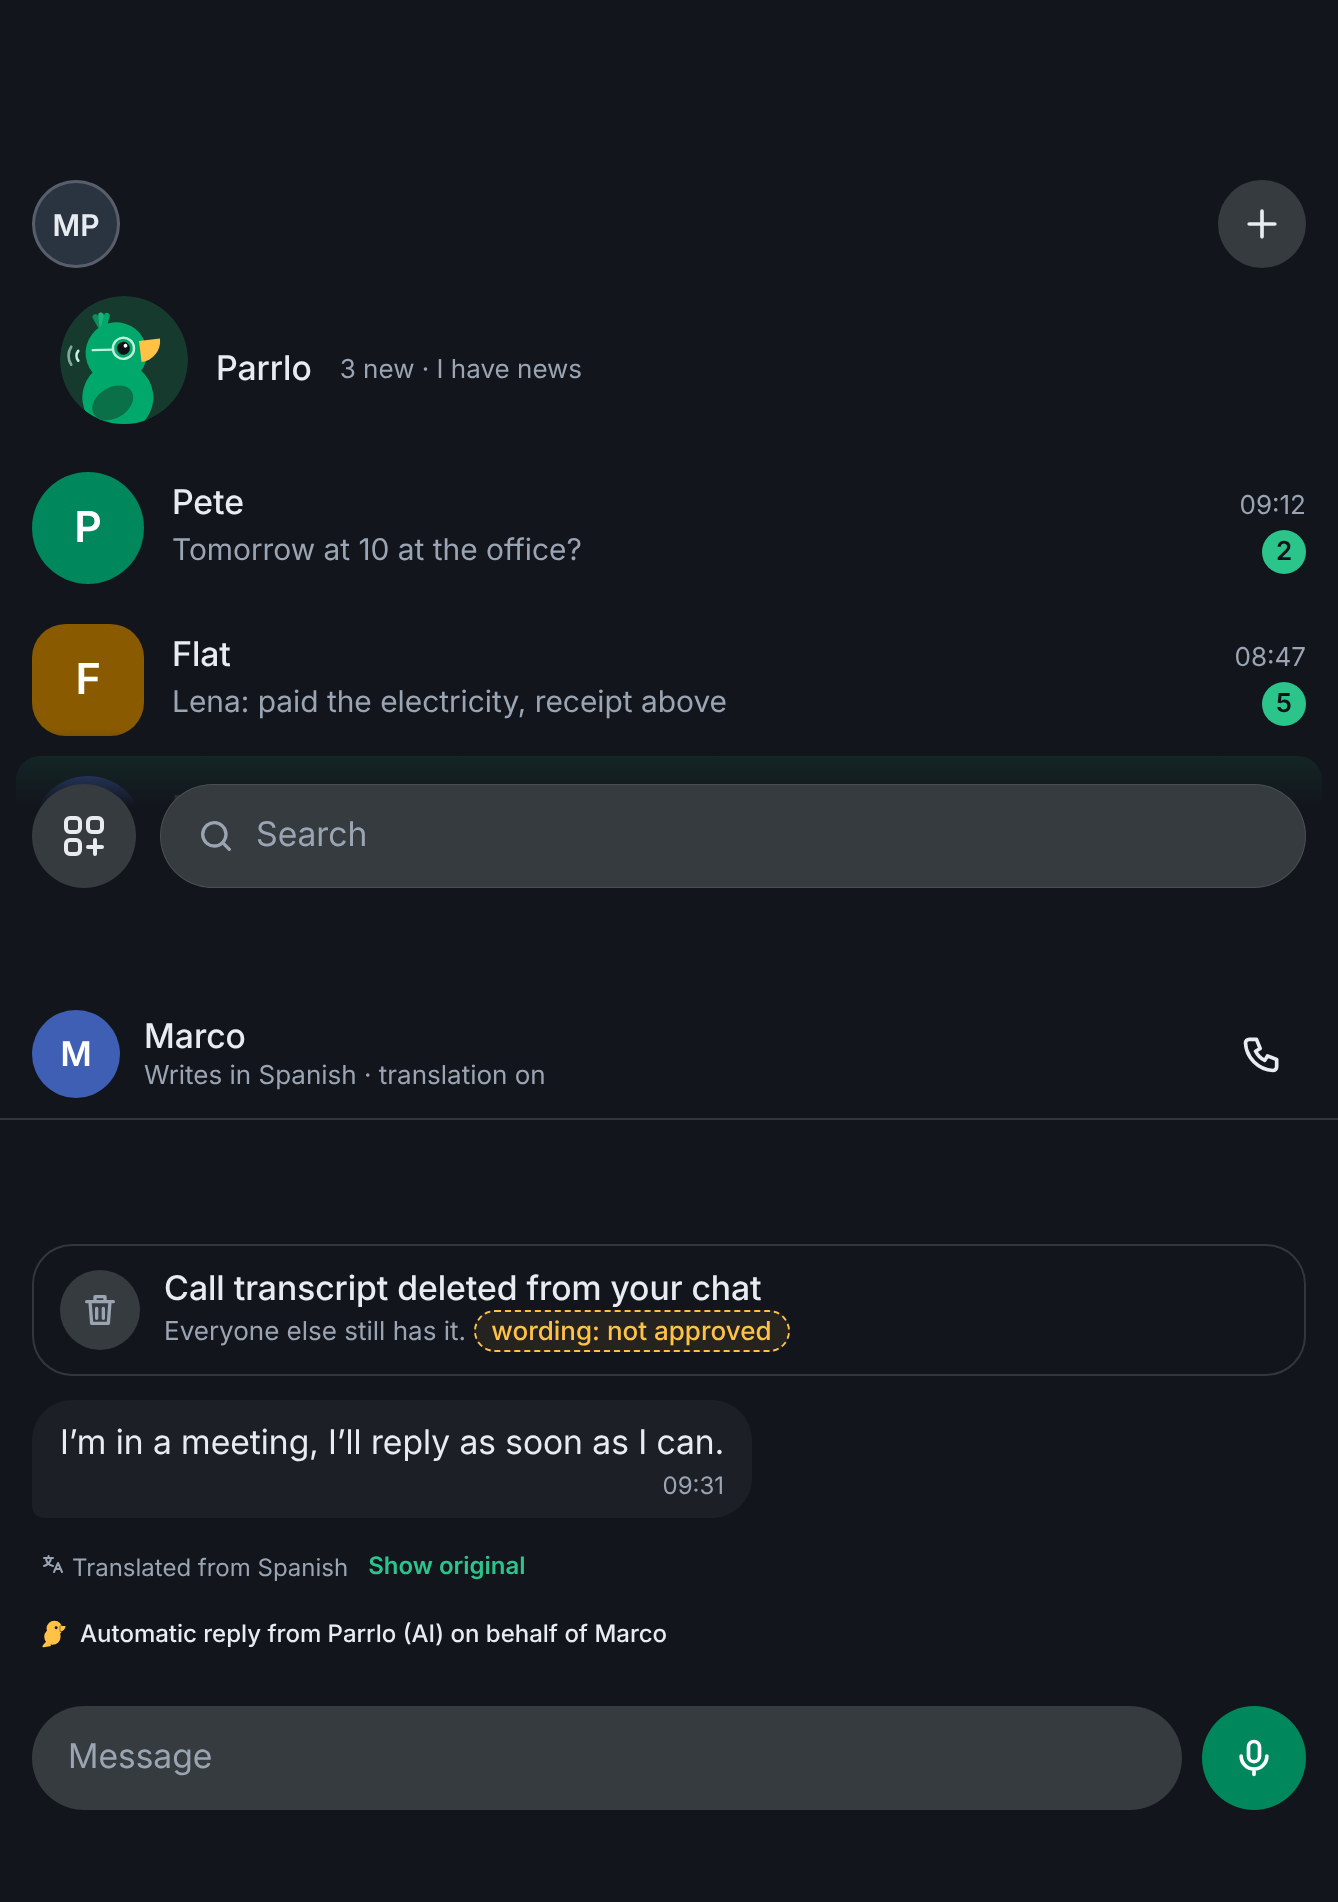 MP
Parrlo 3 new · I have news
P
Pete
09:12
Tomorrow at 10 at the office?
2
F
Flat
08:47
Lena: paid the electricity, receipt above
5
Search
M
Marco
Writes in Spanish · translation on
Call transcript deleted from your chat
Everyone else still has it. wording: not approved
I’m in a meeting, I’ll reply as soon as I can.
09:31
Translated from Spanish Show original
Automatic reply from Parrlo (AI) on behalf of Marco
Message